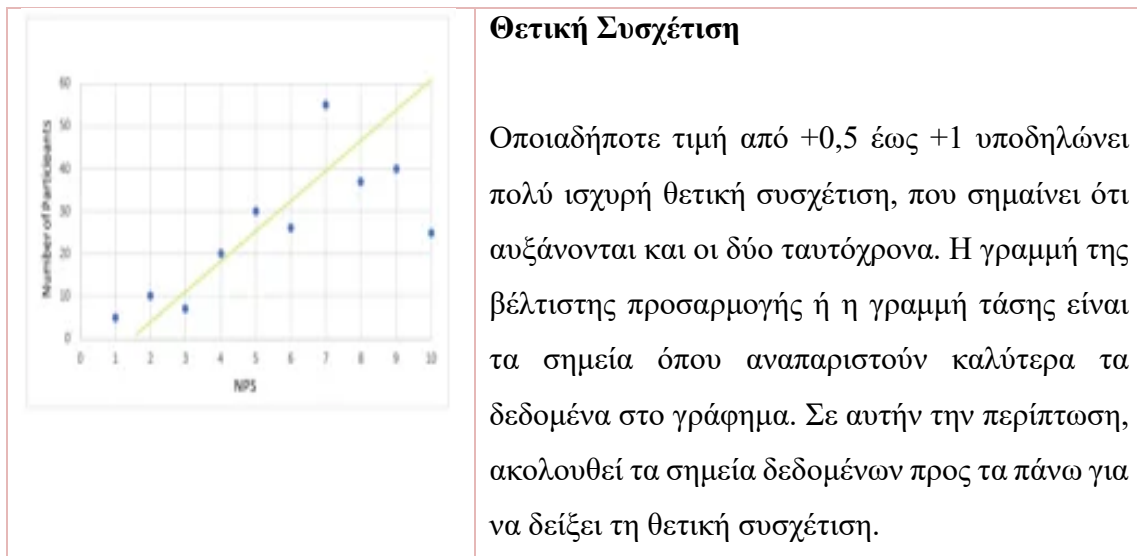 Θετική Συσχέτιση
Οποιαδήποτε τιμή από +0,5 έως +1 υποδηλώνει
πολύ ισχυρή θετική συσχέτιση, που σημαίνει ότι
αυξάνονται και οι δύο ταυτόχρονα. Η γραμμή της
βέλτιστης προσαρμογής ή η γραμμή τάσης είναι
τα σημεία όπου αναπαριστούν καλύτερα τα
δεδομένα στο γράφημα. Σε αυτήν την περίπτωση,
ακολουθεί τα σημεία δεδομένων προς τα πάνω για
να δείξει τη θετική συσχέτιση.
Number of Participants
60
50
40
30
20
10
0
0 1 2 3 4 5 6 7 8 9 10
NPS